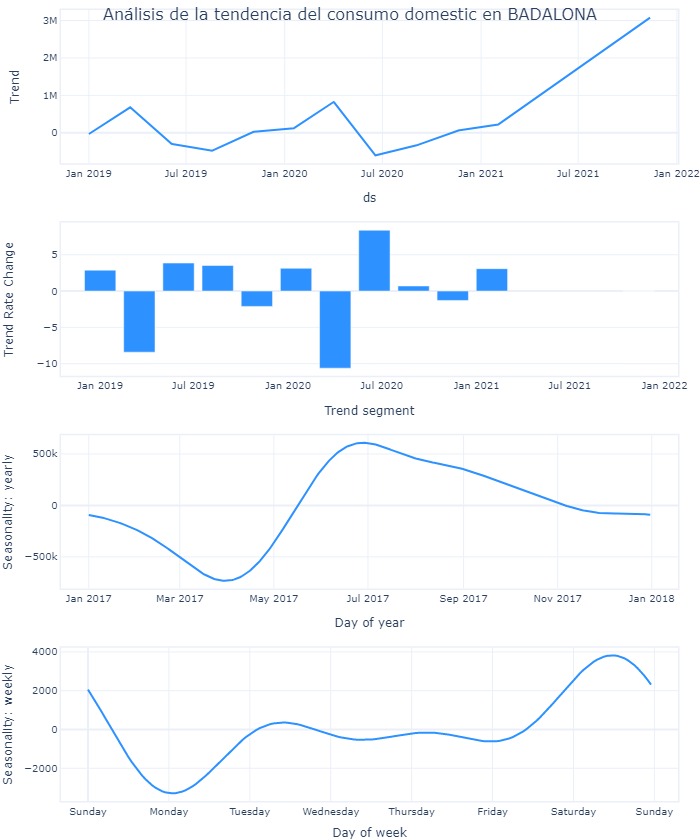 Análisis de la tendencia del consumo domestic en BADALONA
Trend
3M
2M
1M
0
Jan 2019 Jul 2019 Jan 2020 Jul 2020 Jan 2021 Jul 2021 Jan 2022
ds
Trend Rate Change
5
0
−5
−10
Jan 2019 Jul 2019 Jan 2020 Jul 2020 Jan 2021 Jul 2021 Jan 2022
Trend segment
Seasonality: yearly
500k
0
−500k
Jan 2017 Mar 2017 May 2017 Jul 2017 Sep 2017 Nov 2017 Jan 2018
Day of year
Seasonality: weekly
4000
2000
0
−2000
Sunday Monday Tuesday Wednesday Thursday Friday Saturday Sunday
Day of week